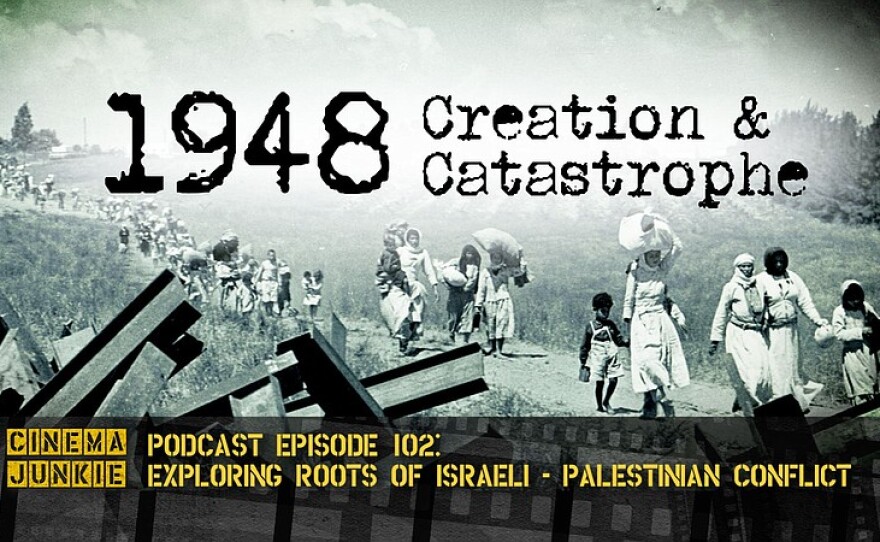 1948 Creation &
Catastrophe
CINEMA
JUNKIE
PODCAST EPISODE 102:
EXPLORING ROOTS OF ISRAELI - PALESTINIAN CONFLICT